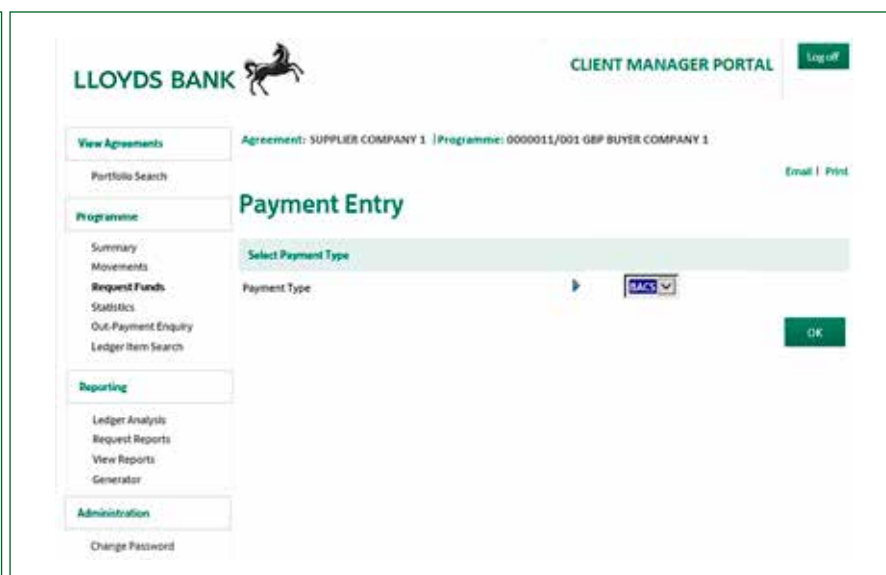 LLOYDS BANK
CLIENT MANAGER PORTAL
Log off
View Agreements
Portfolio Search
Programme
Summary
Movements
Request Funds
Statistics
Out-Payment Enquiry
Ledger Item Search
Reporting
Ledger Analysis
Request Reports
View Reports
Generator
Administration
Change Password
Agreement: SUPPLIER COMPANY 1 | Programme: 0000011/001 GBP BUYER COMPANY 1
Email | Print
Payment Entry
Select Payment Type
Payment Type
BACS
OK